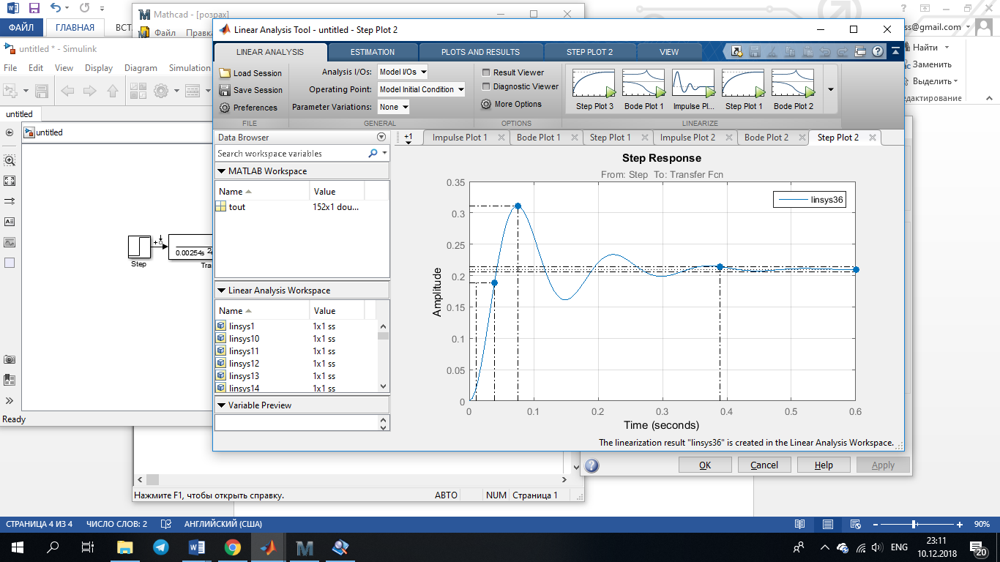 Mathcad - [розрах]
ФАЙЛ
ГЛАВНАЯ
ВСТ
Файл
Правка
ss@gmail.com
Найти
Заменить
Выделить
untitled * - Simulink
File Edit View Display Diagram Simulation
untitled
untitled
Step
0.00254s
Ready
Linear Analysis Tool - untitled - Step Plot 2
LINEAR ANALYSIS
ESTIMATION
PLOTS AND RESULTS
STEP PLOT 2
VIEW
Load Session
Save Session
Preferences
FILE
Analysis I/Os: Model I/Os
Operating Point: Model Initial Condition
Parameter Variations: None
GENERAL
Result Viewer
Diagnostic Viewer
More Options
OPTIONS
Step Plot 3
Bode Plot 1
Impulse Pl...
Step Plot 1
Bode Plot 2
LINEARIZE
Data Browser
Search workspace variables
MATLAB Workspace
Name Value
tout 152x1 dou...
Linear Analysis Workspace
Name Value
linsys1 1x1 ss
linsys10 1x1 ss
linsys11 1x1 ss
linsys12 1x1 ss
linsys13 1x1 ss
linsys14 1x1 ss
Variable Preview
+1
Impulse Plot 1
Bode Plot 1
Step Plot 1
Impulse Plot 2
Bode Plot 2
Step Plot 2
Step Response
From: Step To: Transfer Fcn
linsys36
0.35
0.3
0.25
0.2
0.15
0.1
0.05
0
Amplitude
0 0.1 0.2 0.3 0.4 0.5 0.6
Time (seconds)
The linearization result "linsys36" is created in the Linear Analysis Workspace.
OK
Cancel
Help
Apply
Нажмите F1, чтобы открыть справку.
АВТО
NUM
Страница 1
СТРАНИЦА 4 ИЗ 4
ЧИСЛО СЛОВ: 2
АНГЛИЙСКИЙ (США)
90%
ENG
23:11
10.12.2018
20